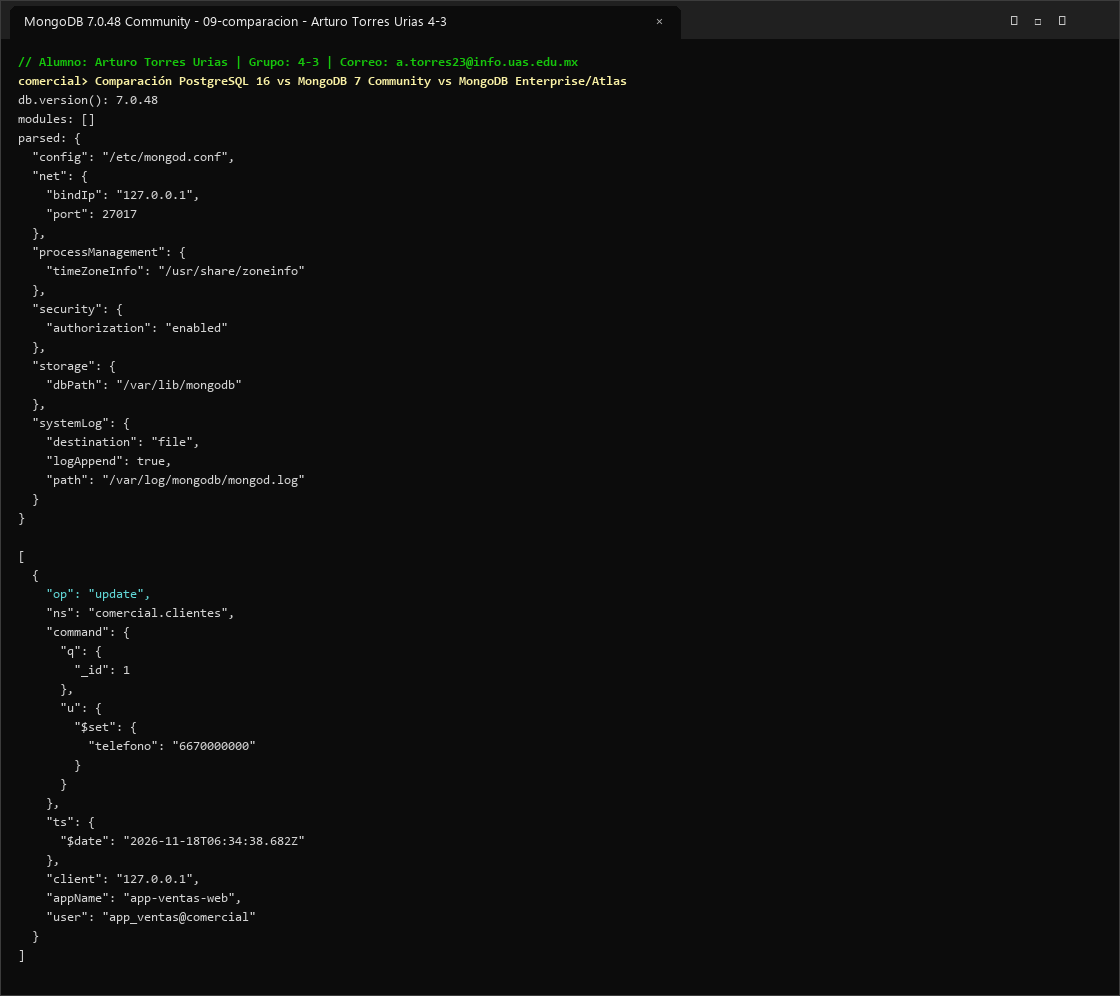 MongoDB 7.0.48 Community - 09-comparacion - Arturo Torres Urias 4-3
// Alumno: Arturo Torres Urias | Grupo: 4-3 | Correo: a.torres23@info.uas.edu.mx
comercial> Comparación PostgreSQL 16 vs MongoDB 7 Community vs MongoDB Enterprise/Atlas
db.version(): 7.0.48
modules: []
parsed: {
  "config": "/etc/mongod.conf",
  "net": {
    "bindIp": "127.0.0.1",
    "port": 27017
  },
  "processManagement": {
    "timeZoneInfo": "/usr/share/zoneinfo"
  },
  "security": {
    "authorization": "enabled"
  },
  "storage": {
    "dbPath": "/var/lib/mongodb"
  },
  "systemLog": {
    "destination": "file",
    "logAppend": true,
    "path": "/var/log/mongodb/mongod.log"
  }
}

[
  {
    "op": "update",
    "ns": "comercial.clientes",
    "command": {
      "q": {
        "_id": 1
      },
      "u": {
        "$set": {
          "telefono": "6670000000"
        }
      }
    },
    "ts": {
      "$date": "2026-11-18T06:34:38.682Z"
    },
    "client": "127.0.0.1",
    "appName": "app-ventas-web",
    "user": "app_ventas@comercial"
  }
]